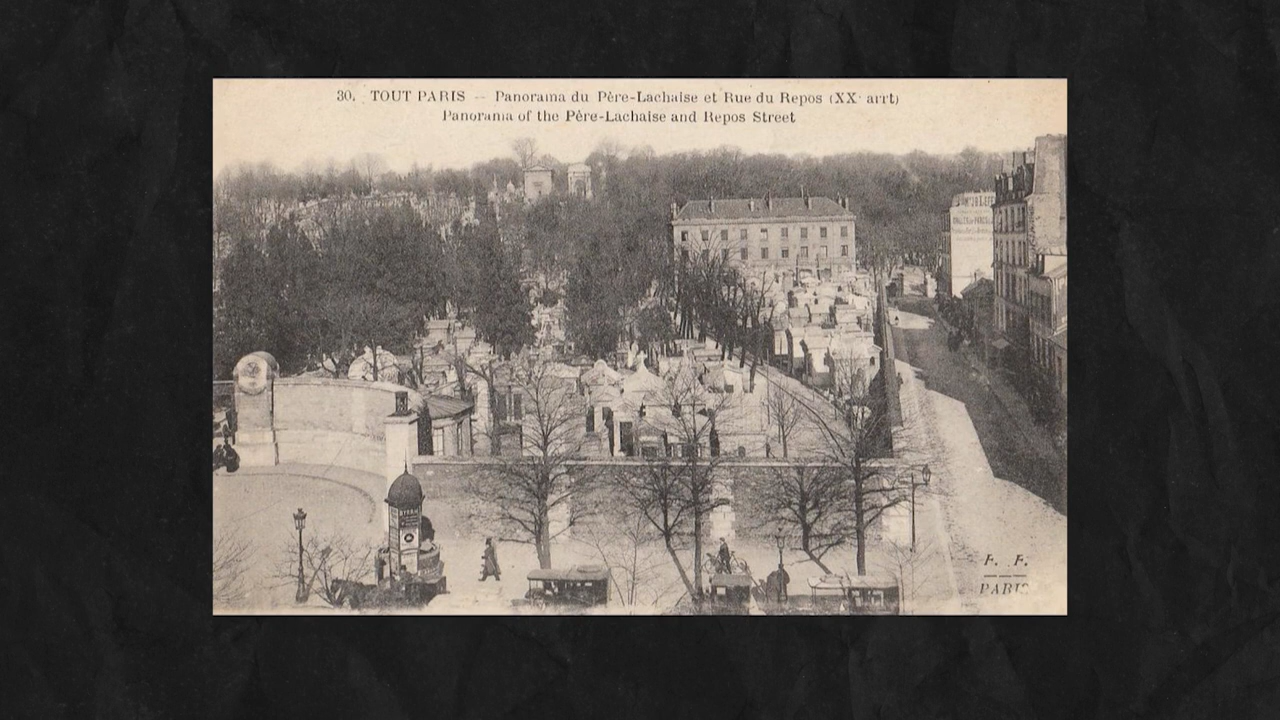 30. TOUT PARIS — Panorama du Père-Lachaise et Rue du Repos (XXᵉ arrt)
Panorama of the Père-Lachaise and Repos Street
BYRRH
F. F.
PARIS